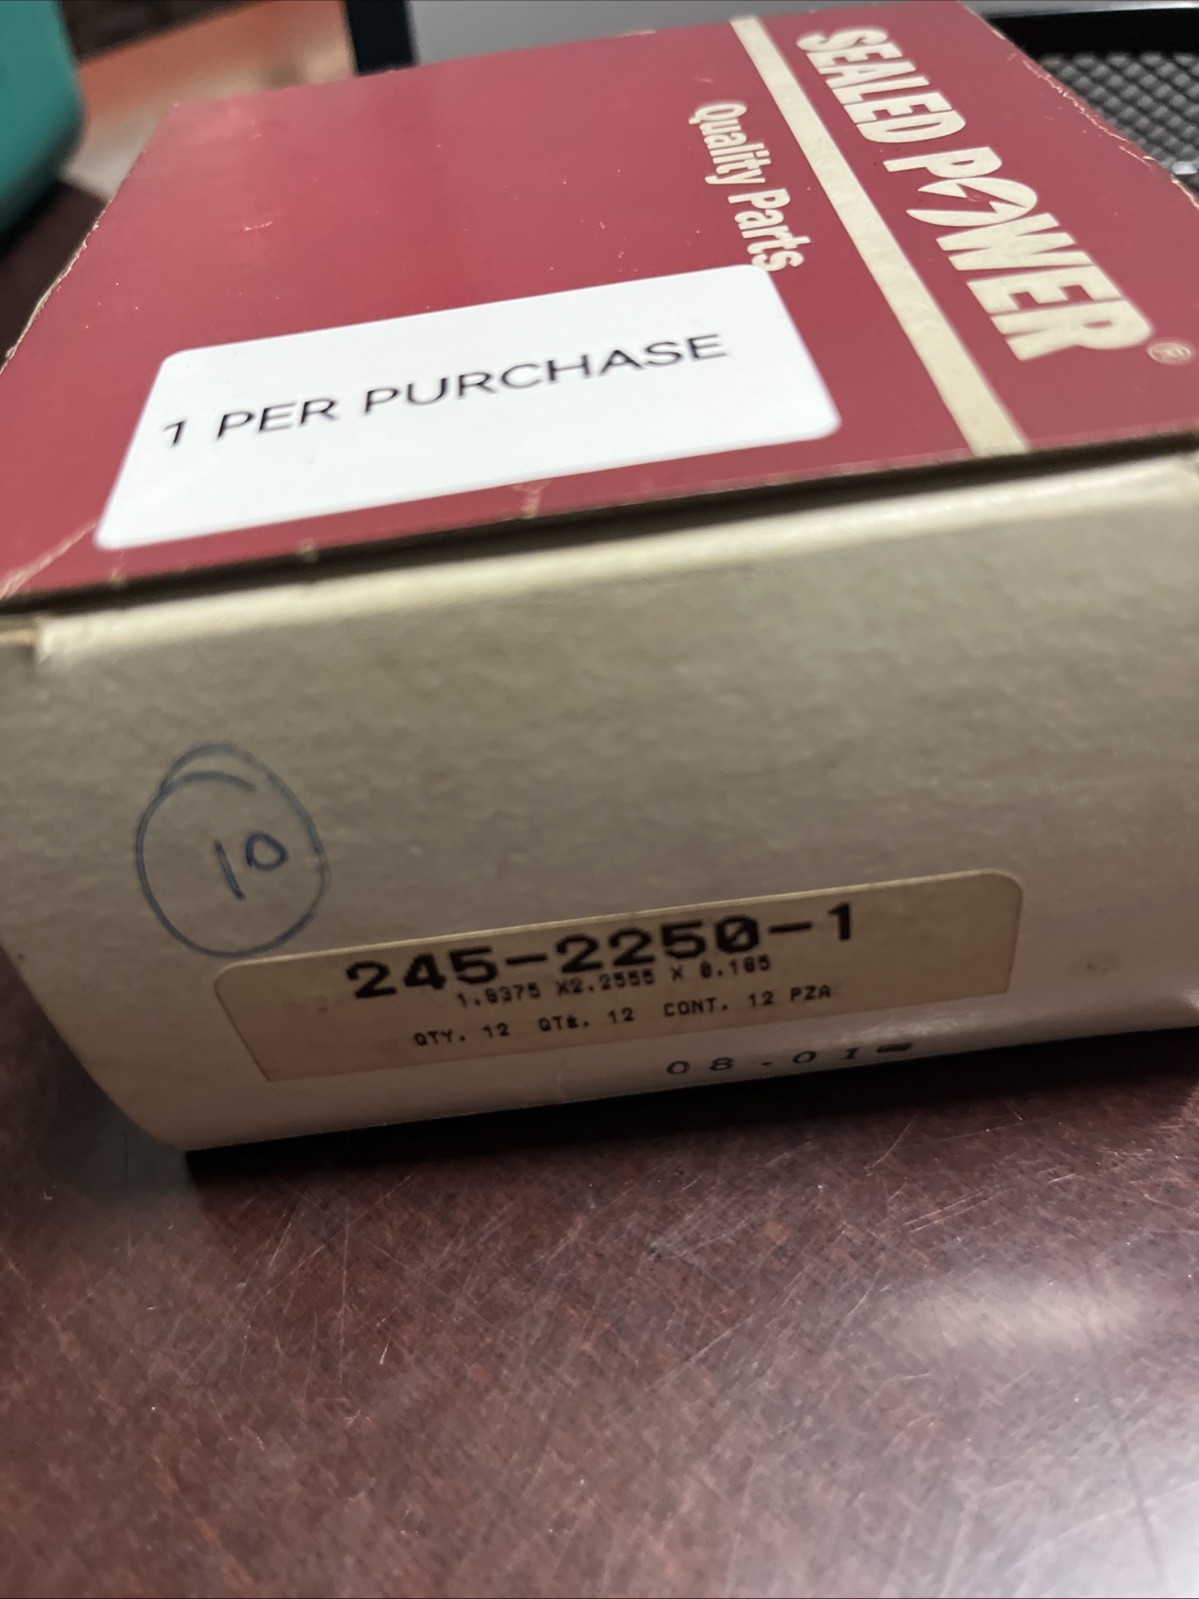 SEALED POWER®
Quality Parts
1 PER PURCHASE
10
245-2250-1
1.9375 X2.2555 X 0.165
QTY. 12 QTÉ. 12 CONT. 12 PZA
08.01